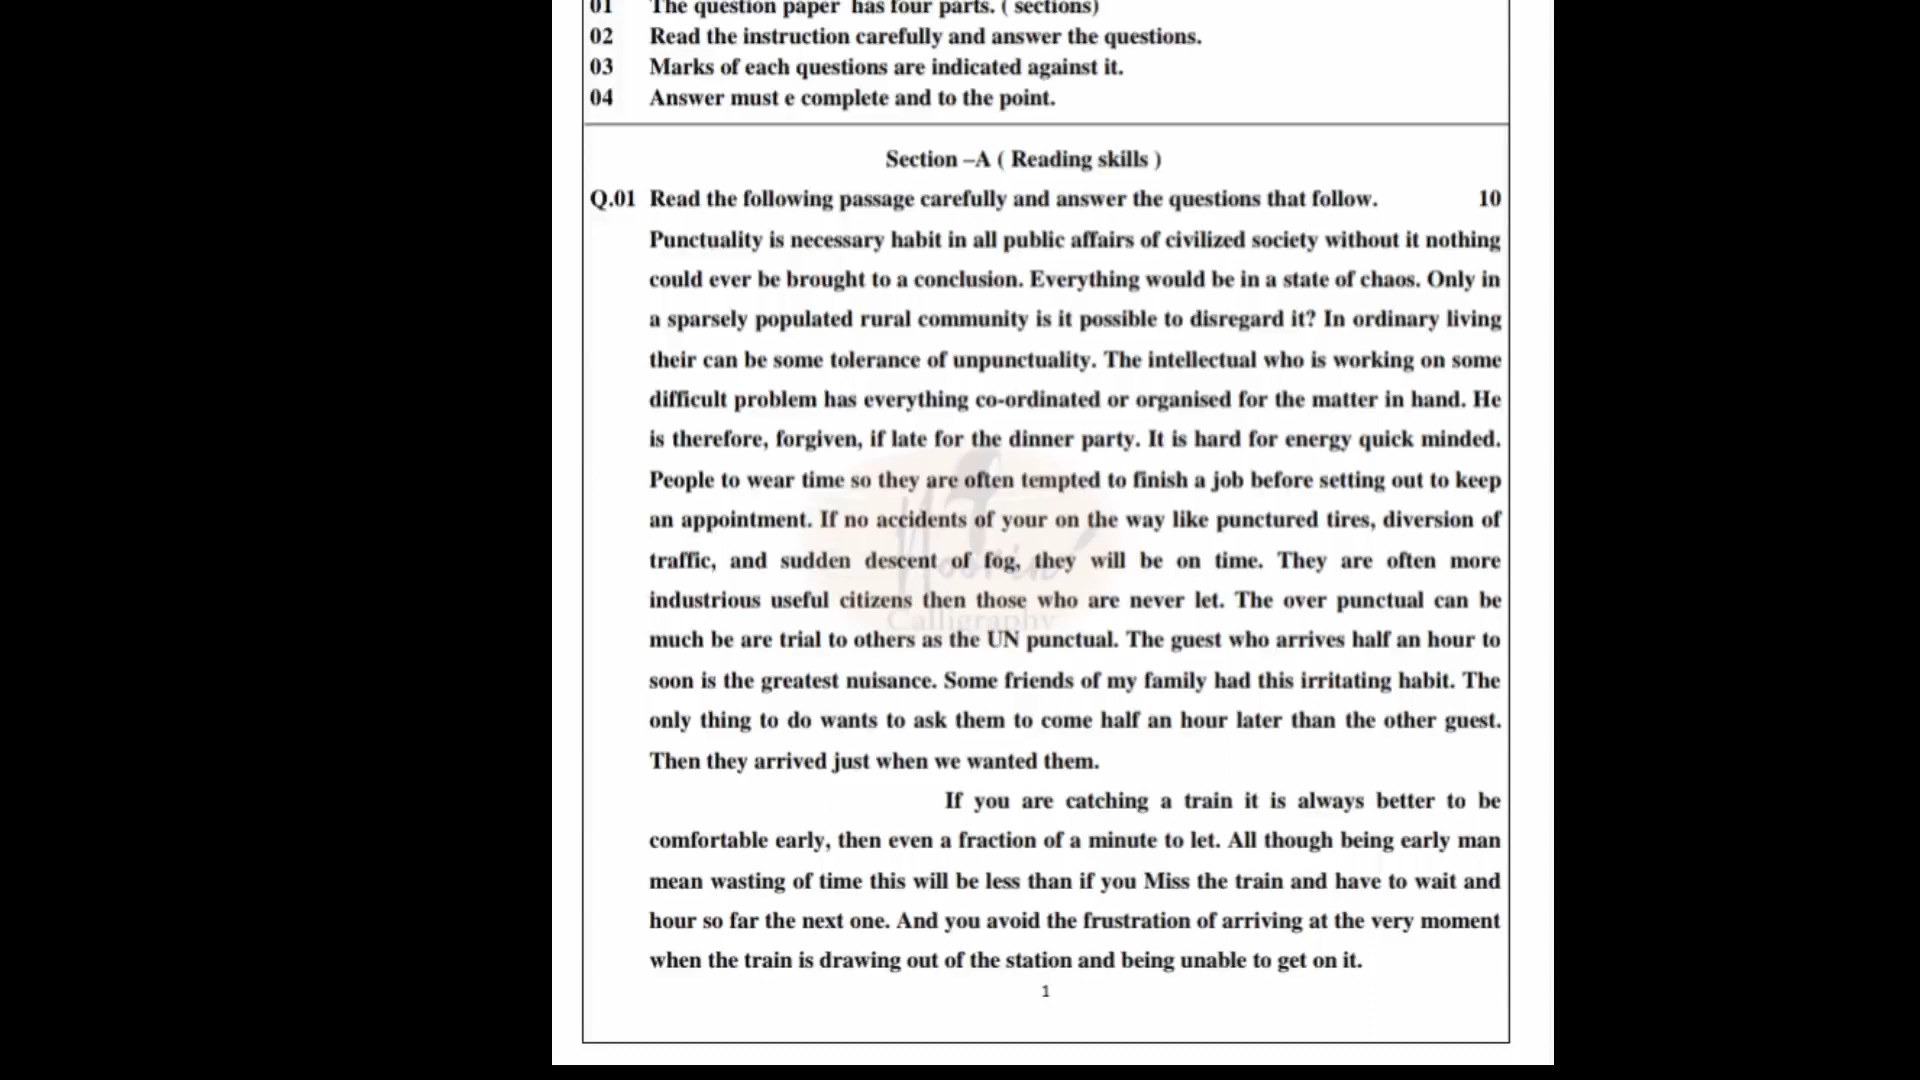 01 The question paper has four parts. ( sections)
02 Read the instruction carefully and answer the questions.
03 Marks of each questions are indicated against it.
04 Answer must e complete and to the point.
Section –A ( Reading skills )
Q.01 Read the following passage carefully and answer the questions that follow. 10
Punctuality is necessary habit in all public affairs of civilized society without it nothing
could ever be brought to a conclusion. Everything would be in a state of chaos. Only in
a sparsely populated rural community is it possible to disregard it? In ordinary living
their can be some tolerance of unpunctuality. The intellectual who is working on some
difficult problem has everything co-ordinated or organised for the matter in hand. He
is therefore, forgiven, if late for the dinner party. It is hard for energy quick minded.
People to wear time so they are often tempted to finish a job before setting out to keep
an appointment. If no accidents of your on the way like punctured tires, diversion of
traffic, and sudden descent of fog, they will be on time. They are often more
industrious useful citizens then those who are never let. The over punctual can be
much be are trial to others as the UN punctual. The guest who arrives half an hour to
soon is the greatest nuisance. Some friends of my family had this irritating habit. The
only thing to do wants to ask them to come half an hour later than the other guest.
Then they arrived just when we wanted them.
If you are catching a train it is always better to be
comfortable early, then even a fraction of a minute to let. All though being early man
mean wasting of time this will be less than if you Miss the train and have to wait and
hour so far the next one. And you avoid the frustration of arriving at the very moment
when the train is drawing out of the station and being unable to get on it.
1
Calligraphy